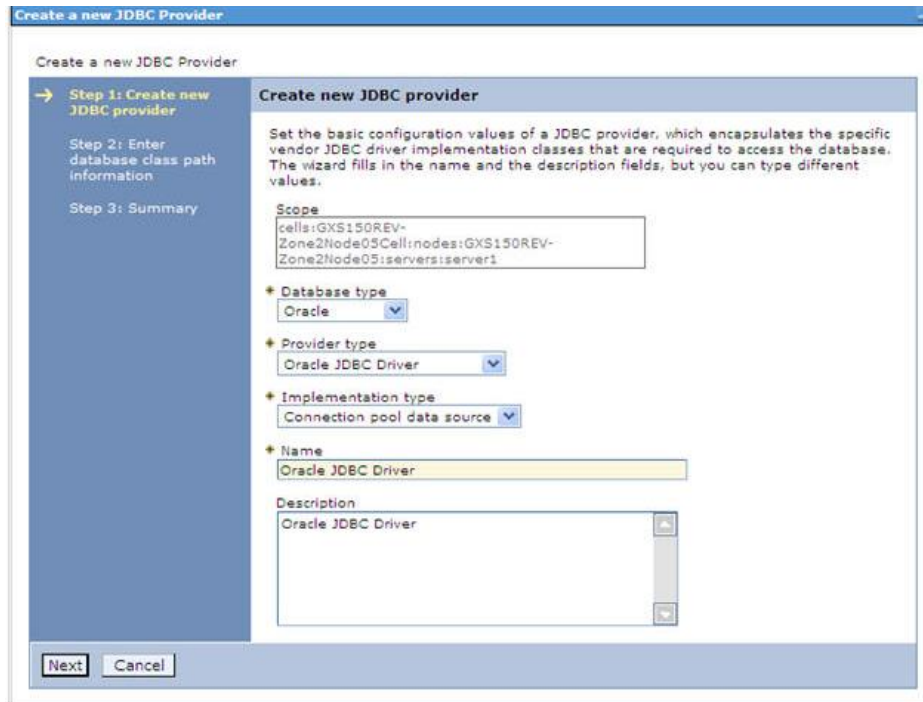 Create a new JDBC Provider
Create a new JDBC Provider
Step 1: Create new
JDBC provider
Step 2: Enter
database class path
information
Step 3: Summary
Create new JDBC provider
Set the basic configuration values of a JDBC provider, which encapsulates the specific
vendor JDBC driver implementation classes that are required to access the database.
The wizard fills in the name and the description fields, but you can type different
values.
Scope
cells:GXS150REV-
Zone2Node05Cell:nodes:GXS150REV-
Zone2Node05:servers:server1
* Database type
Oracle
* Provider type
Oracle JDBC Driver
* Implementation type
Connection pool data source
* Name
Oracle JDBC Driver
Description
Oracle JDBC Driver
Next
Cancel